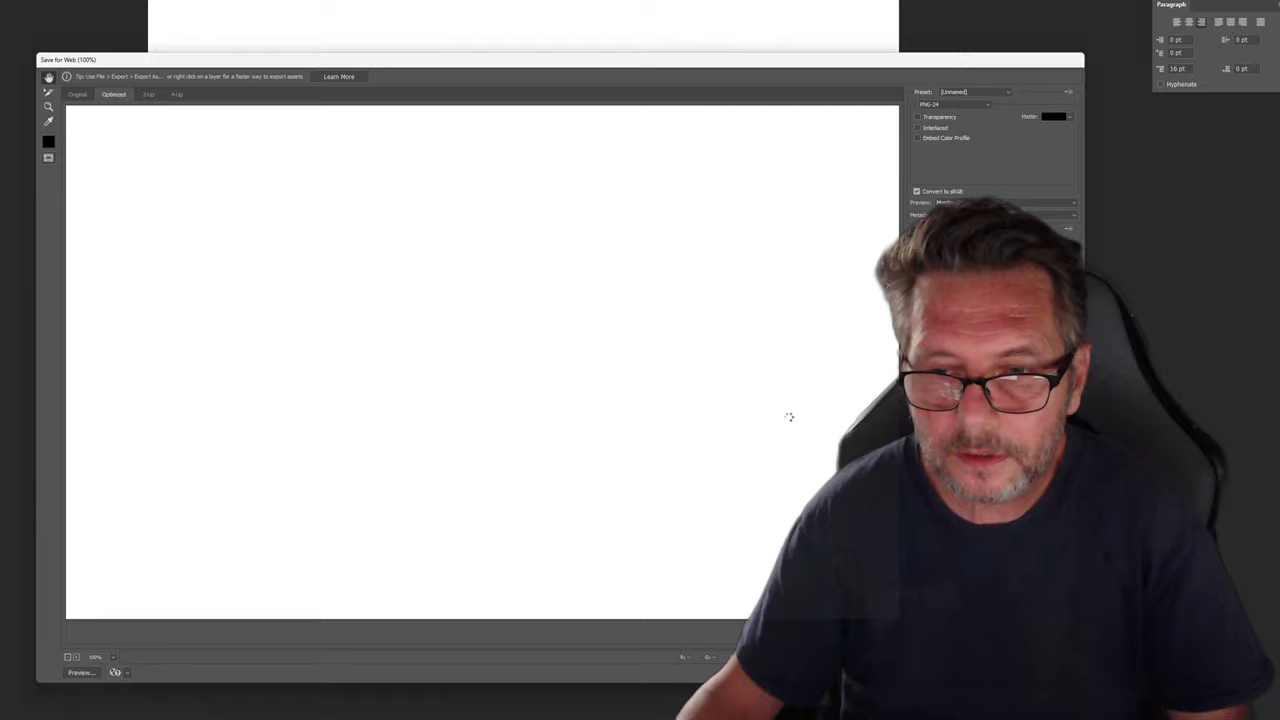 Paragraph
0 pt
0 pt
0 pt
16 pt
0 pt
Hyphenate
Save for Web (100%)
Tip: Use File > Export > Export As... or right click on a layer for a faster way to export assets
Learn More
Original
Optimized
2-Up
4-Up
Preset:
[Unnamed]
PNG-24
Transparency
Matte:
Interlaced
Embed Color Profile
Convert to sRGB
Preview:
100%
R: --
G: --
Preview...